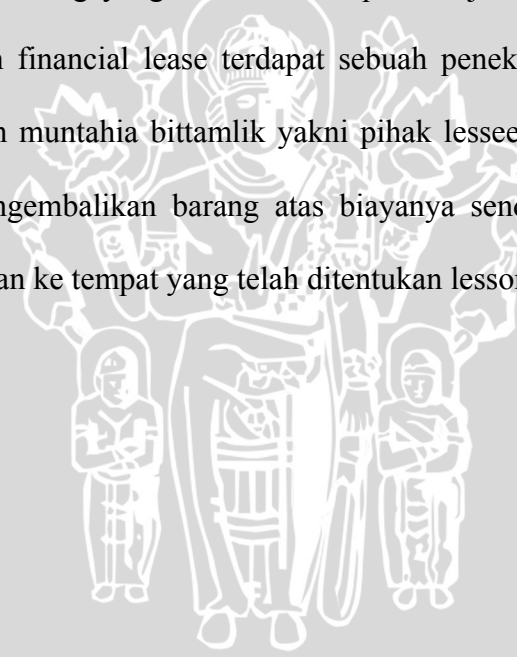 financial lease terdapat sebuah penek
muntahia bittamlik yakni pihak lessee
ngembalikan barang atas biayanya send
an ke tempat yang telah ditentukan lessor